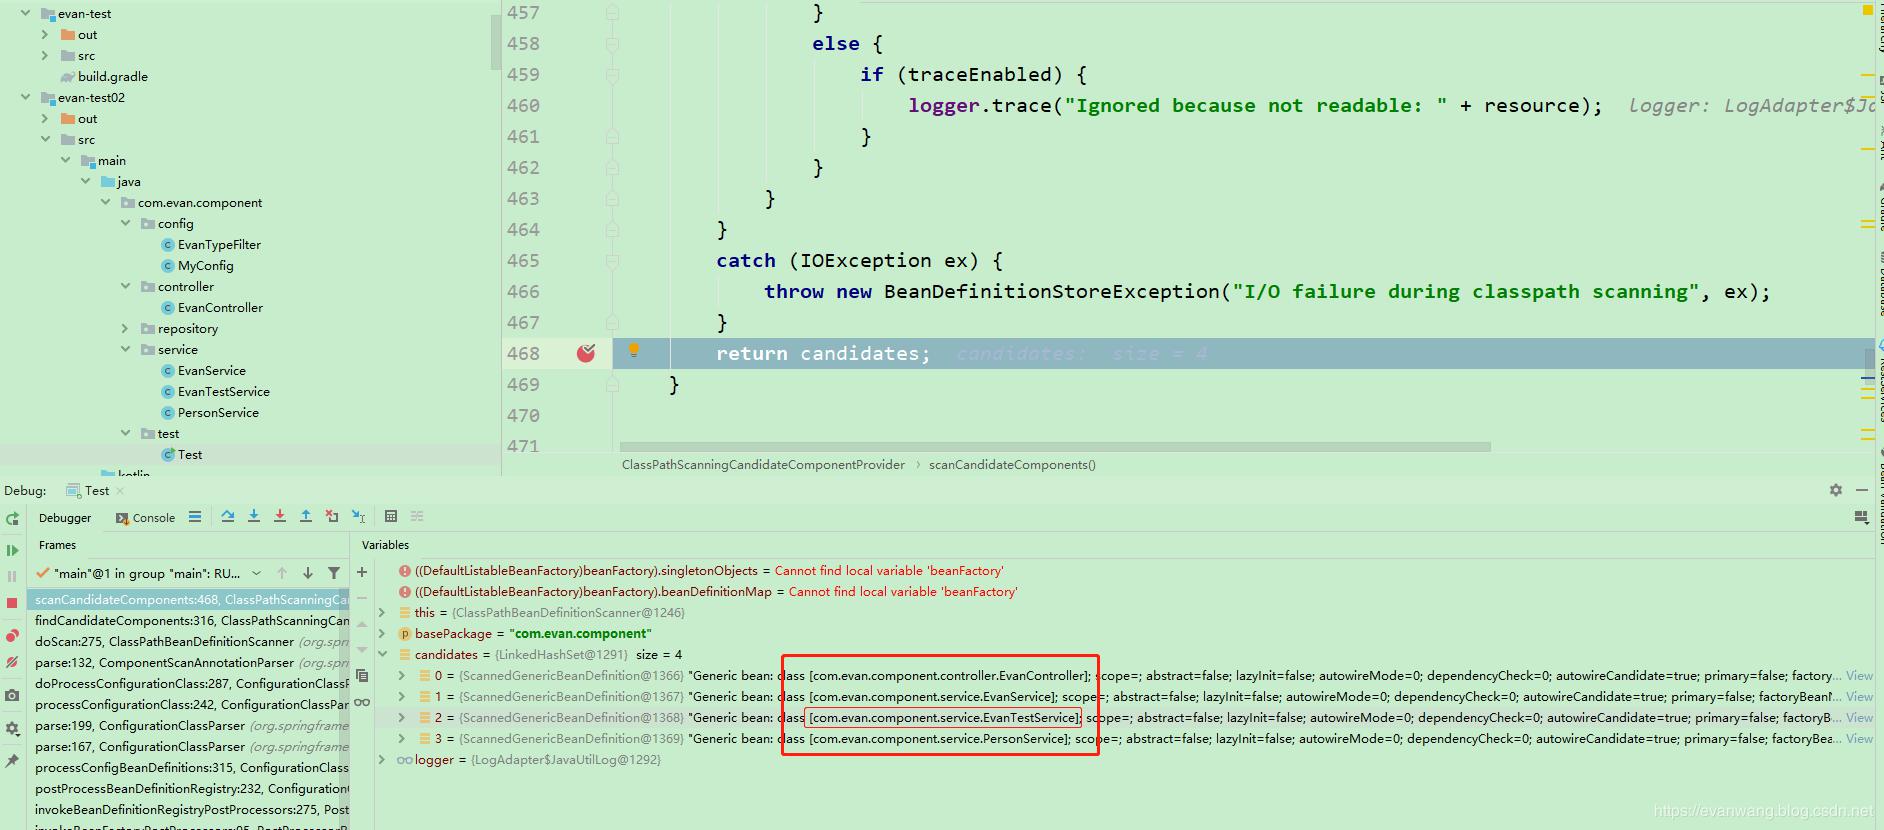 evan-test
out
src
build.gradle
evan-test02
out
src
main
java
com.evan.component
config
EvanTypeFilter
MyConfig
controller
EvanController
repository
service
EvanService
EvanTestService
PersonService
test
Test
kotlin
457 }
458 else {
459 if (traceEnabled) {
460 logger.trace("Ignored because not readable: " + resource); logger: LogAdapter$Ja
461 }
462 }
463 }
464 }
465 catch (IOException ex) {
466 throw new BeanDefinitionStoreException("I/O failure during classpath scanning", ex);
467 }
468 return candidates; candidates: size = 4
469 }
470
471
ClassPathScanningCandidateComponentProvider › scanCandidateComponents()
Debug: Test
Debugger Console
Frames
"main"@1 in group "main": RU...
scanCandidateComponents:468, ClassPathScanningCa
findCandidateComponents:316, ClassPathScanningCan
doScan:275, ClassPathBeanDefinitionScanner (org.spri
parse:132, ComponentScanAnnotationParser (org.spri
doProcessConfigurationClass:287, ConfigurationClassF
processConfigurationClass:242, ConfigurationClassPar
parse:199, ConfigurationClassParser (org.springframe
parse:167, ConfigurationClassParser (org.springframe
processConfigBeanDefinitions:315, ConfigurationClass
postProcessBeanDefinitionRegistry:232, Configuration
invokeBeanDefinitionRegistryPostProcessors:275, Post
Variables
((DefaultListableBeanFactory)beanFactory).singletonObjects = Cannot find local variable 'beanFactory'
((DefaultListableBeanFactory)beanFactory).beanDefinitionMap = Cannot find local variable 'beanFactory'
this = {ClassPathBeanDefinitionScanner@1246}
basePackage = "com.evan.component"
candidates = {LinkedHashSet@1291} size = 4
0 = {ScannedGenericBeanDefinition@1366} "Generic bean: class [com.evan.component.controller.EvanController]; scope=; abstract=false; lazyInit=false; autowireMode=0; dependencyCheck=0; autowireCandidate=true; primary=false; factory... View
1 = {ScannedGenericBeanDefinition@1367} "Generic bean: class [com.evan.component.service.EvanService]; scope=; abstract=false; lazyInit=false; autowireMode=0; dependencyCheck=0; autowireCandidate=true; primary=false; factoryBeanN... View
2 = {ScannedGenericBeanDefinition@1368} "Generic bean: class [com.evan.component.service.EvanTestService]; scope=; abstract=false; lazyInit=false; autowireMode=0; dependencyCheck=0; autowireCandidate=true; primary=false; factoryB... View
3 = {ScannedGenericBeanDefinition@1369} "Generic bean: class [com.evan.component.service.PersonService]; scope=; abstract=false; lazyInit=false; autowireMode=0; dependencyCheck=0; autowireCandidate=true; primary=false; factoryBea... View
logger = {LogAdapter$JavaUtilLog@1292}
https://evanwang.blog.csdn.net